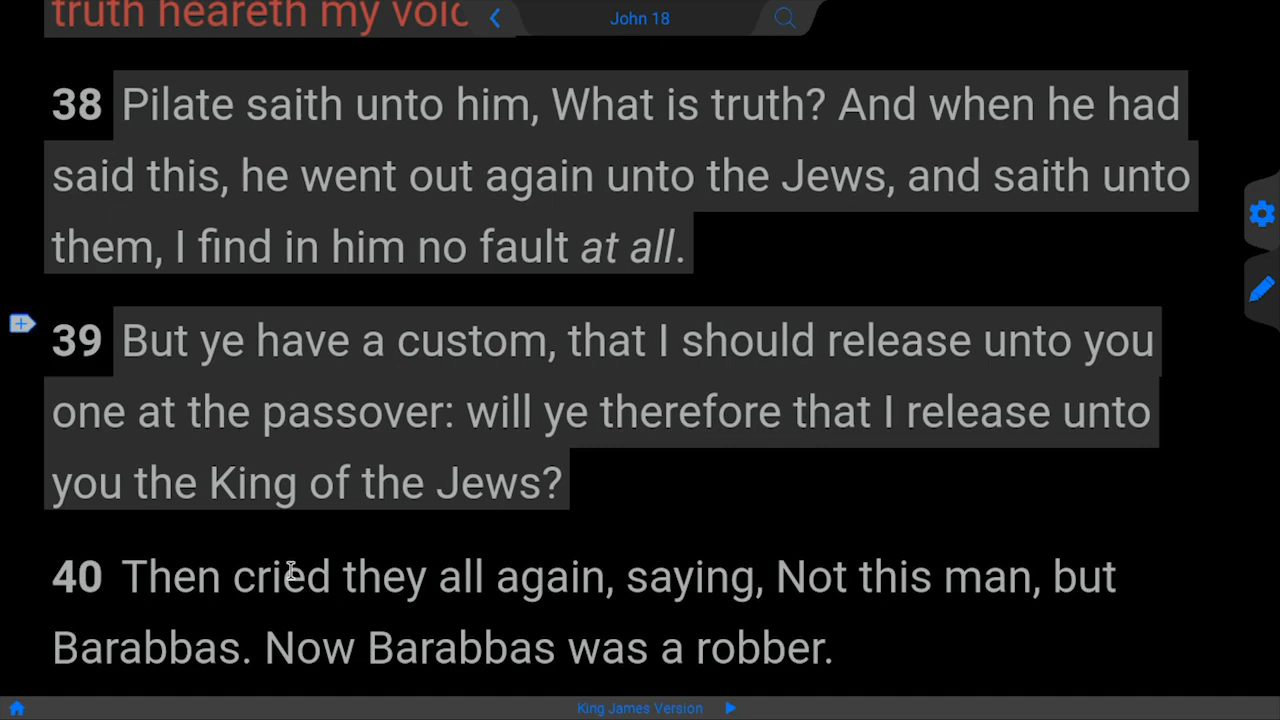 truth heareth my voic
John 18
38 Pilate saith unto him, What is truth? And when he had
said this, he went out again unto the Jews, and saith unto
them, I find in him no fault at all.
39 But ye have a custom, that I should release unto you
one at the passover: will ye therefore that I release unto
you the King of the Jews?
40 Then cried they all again, saying, Not this man, but
Barabbas. Now Barabbas was a robber.
King James Version